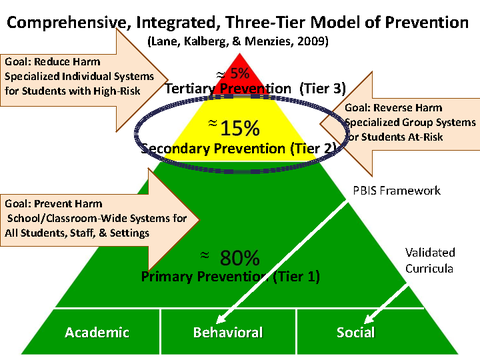 Comprehensive, Integrated, Three-Tier Model of Prevention
(Lane, Kalberg, & Menzies, 2009)
Goal: Reduce Harm
Specialized Individual Systems
for Students with High-Risk
≈ 5%
Tertiary Prevention (Tier 3)
Goal: Reverse Harm
Specialized Group Systems
for Students At-Risk
≈ 15%
Secondary Prevention (Tier 2)
PBIS Framework
Goal: Prevent Harm
School/Classroom-Wide Systems for
All Students, Staff, & Settings
Validated
Curricula
≈ 80%
Primary Prevention (Tier 1)
Academic
Behavioral
Social